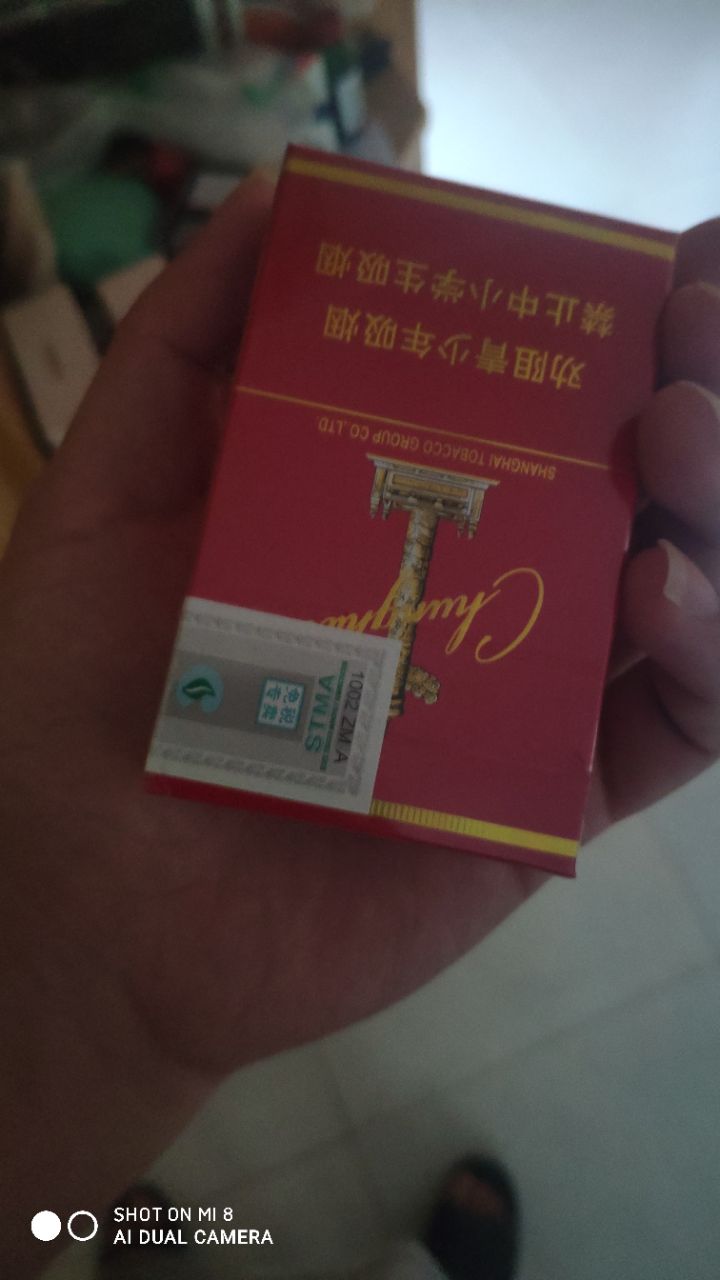 Chunghwa
SHANGHAI TOBACCO GROUP CO.,LTD.
劝阻青少年吸烟
禁止中小学生吸烟
1002 ZM A
STMA
免税
专卖
SHOT ON MI 8
AI DUAL CAMERA